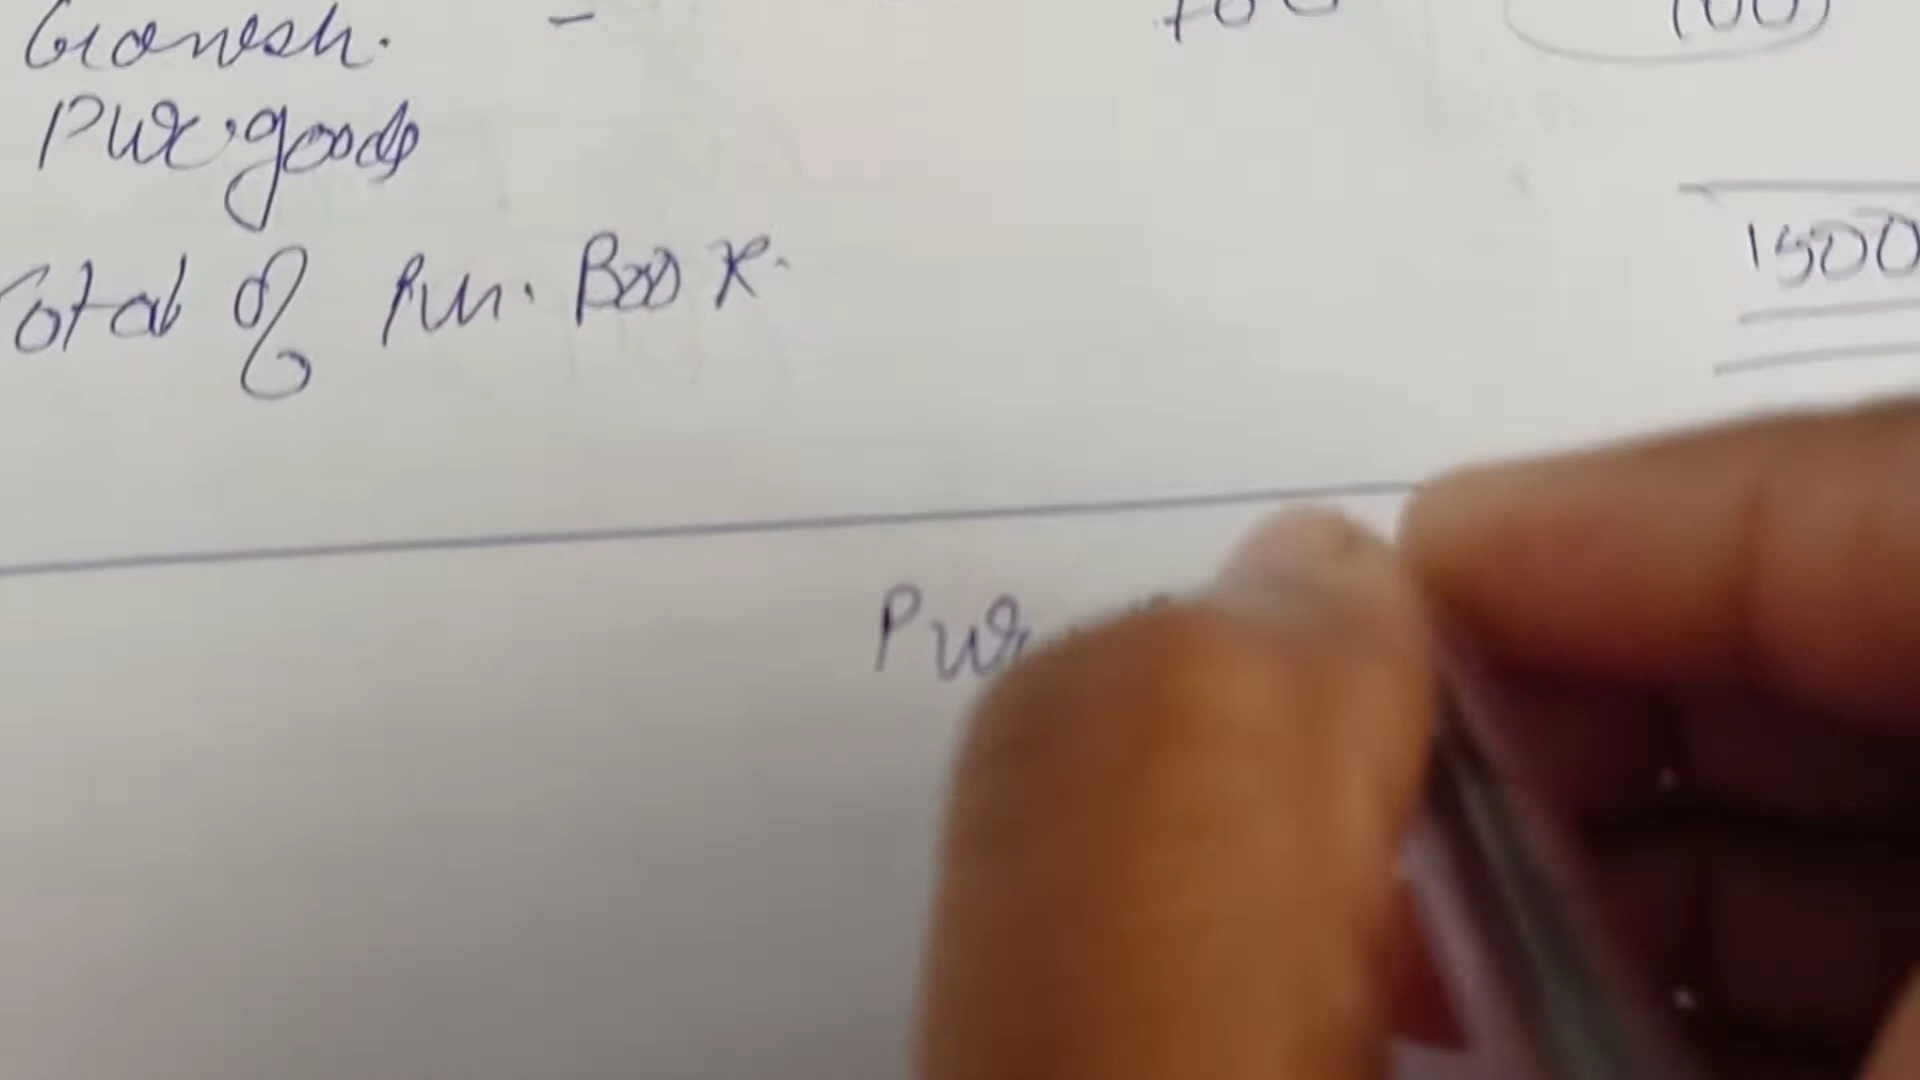 Ganesh. -
Pur. goods
Total of Pur. Book. 1500
Pur